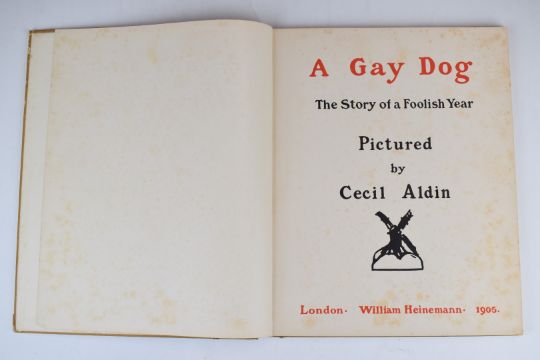 A Gay Dog
The Story of a Foolish Year
Pictured
by
Cecil Aldin
London. William Heinemann. 1905.